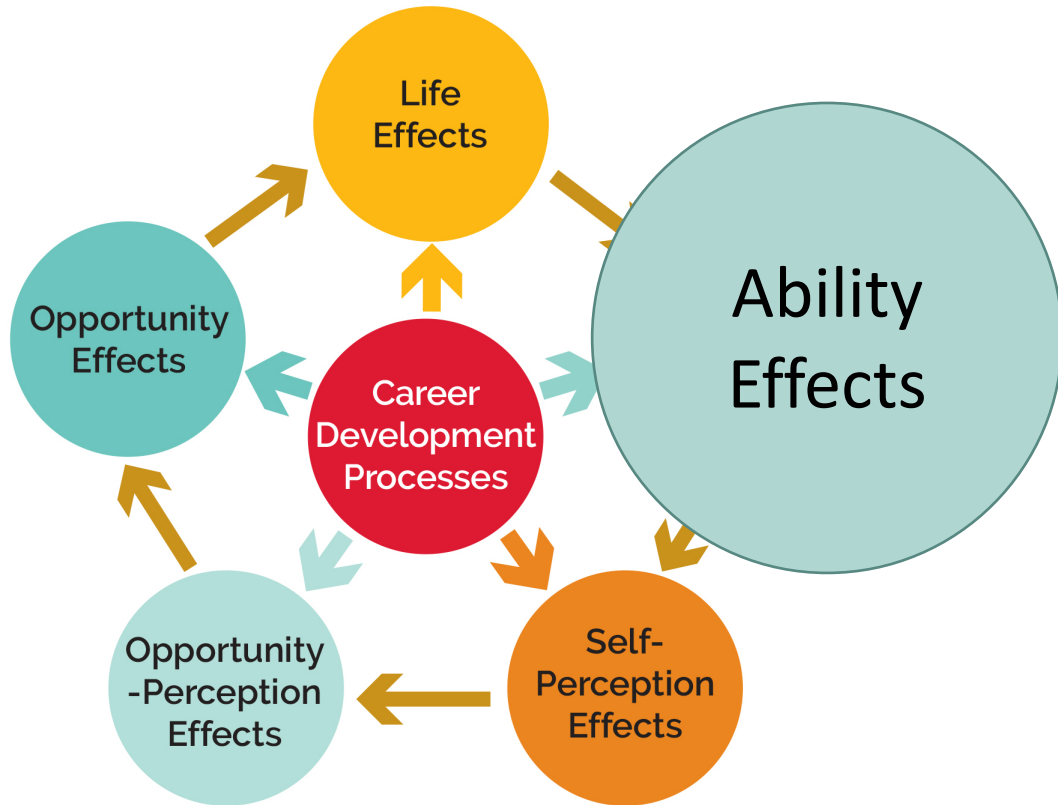 Life
Effects
Ability
Effects
Opportunity
Effects
Career
Development
Processes
Self-
Perception
Effects
Opportunity
-Perception
Effects